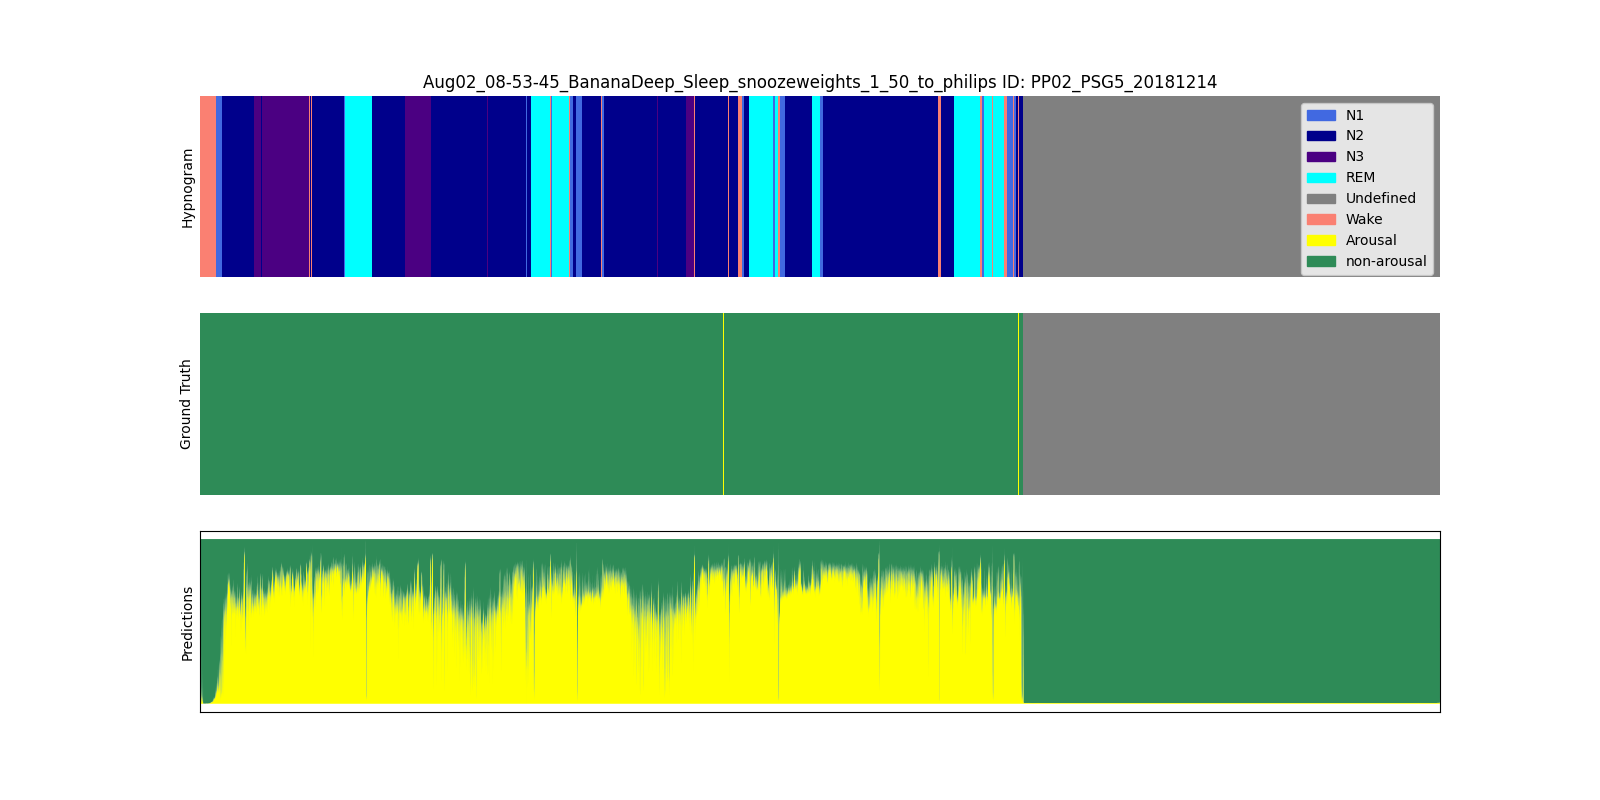 Aug02_08-53-45_BananaDeep_Sleep_snoozeweights_1_50_to_philips ID: PP02_PSG5_20181214
Hypnogram
N1
N2
N3
REM
Undefined
Wake
Arousal
non-arousal
Ground Truth
Predictions